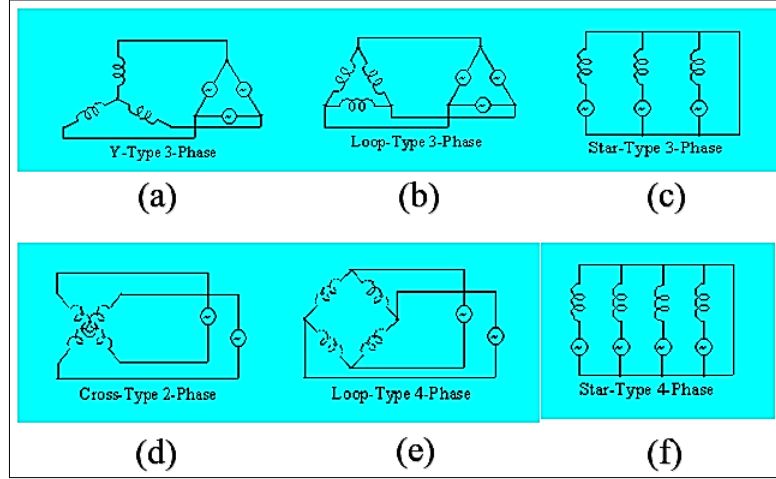 Y-Type 3-Phase
Loop-Type 3-Phase
Star-Type 3-Phase
(a)
(b)
(c)
Cross-Type 2-Phase
Loop-Type 4-Phase
Star-Type 4-Phase
(d)
(e)
(f)